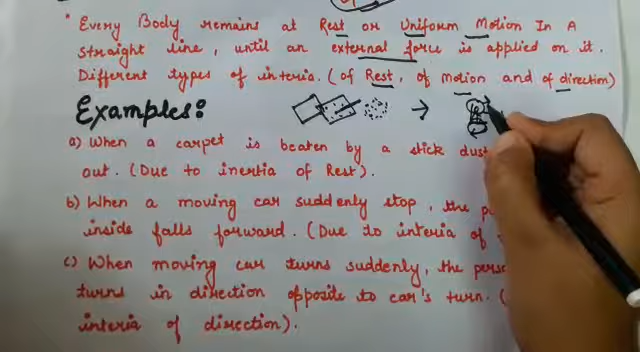 Every Body remains at Rest or Uniform Motion In A
straight line, until an external force is applied on it.
Different types of interia. (of Rest, of Motion and of direction)
Examples:
a) When a carpet is beaten by a stick dust
out. (Due to inertia of Rest).
b) When a moving car suddenly stop, the
inside falls forward. (Due to interia of
c) When moving car turns suddenly, the
turns in direction opposite to car's turn. (
interia of direction).